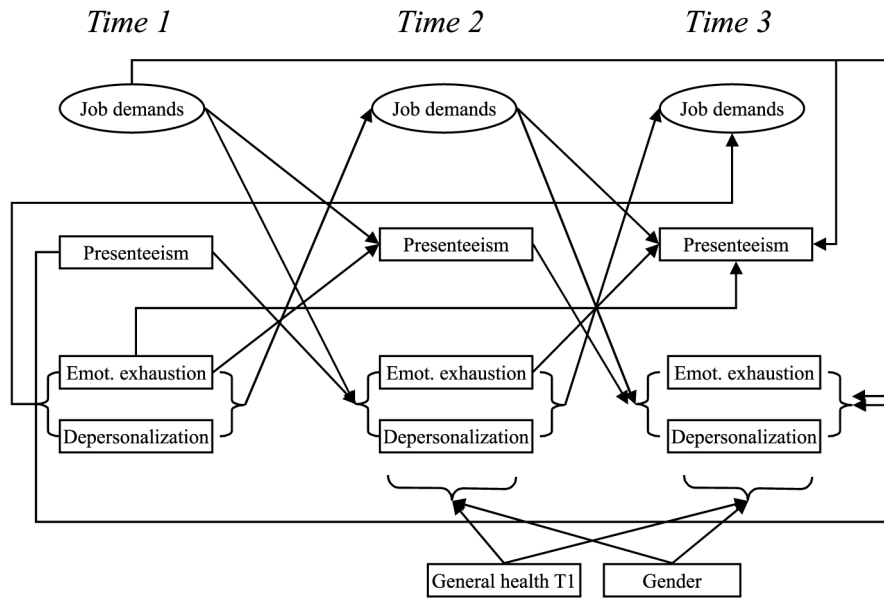 Time 1 Time 2 Time 3
Job demands Job demands Job demands
Presenteeism Presenteeism Presenteeism
Emot. exhaustion Emot. exhaustion Emot. exhaustion
Depersonalization Depersonalization Depersonalization
General health T1 Gender